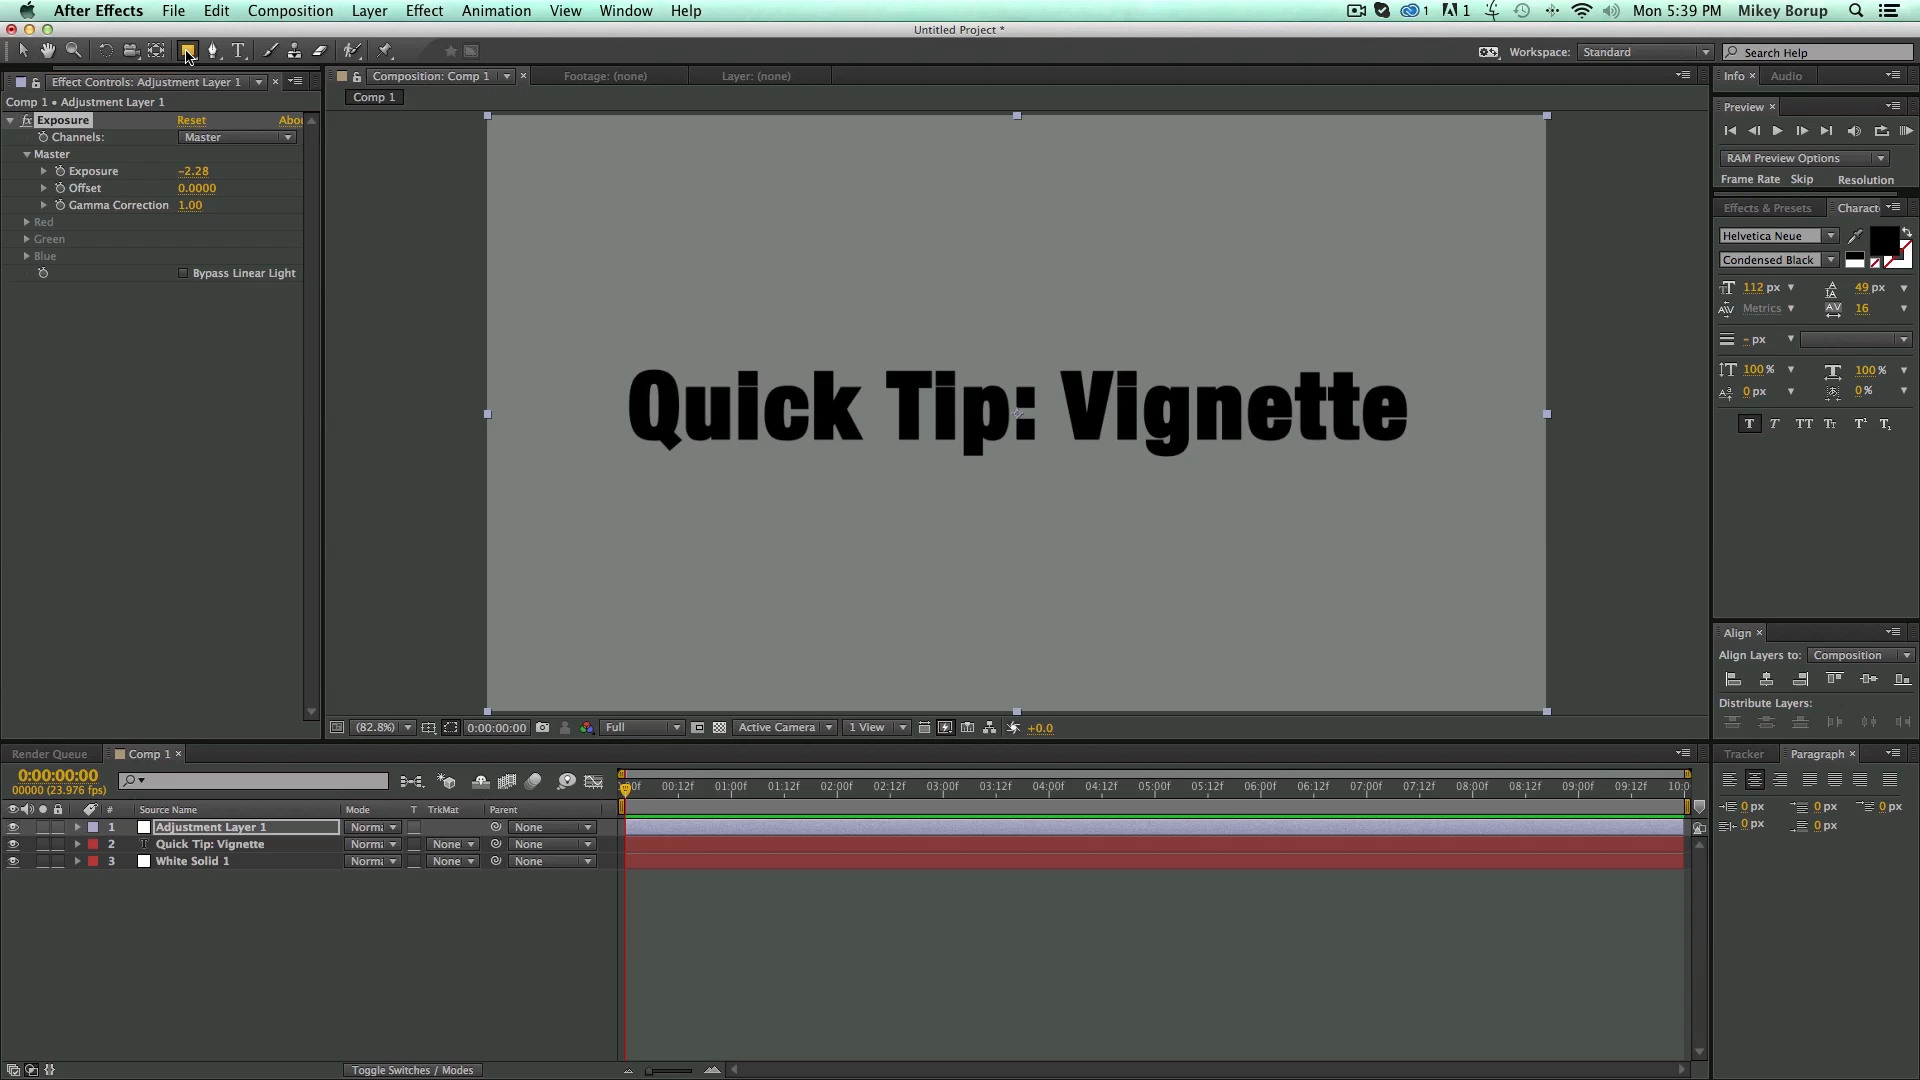 After Effects File Edit Composition Layer Effect Animation View Window Help 1 1 Mon 5:39 PM Mikey Borup
Untitled Project *
T Workspace: Standard Search Help
Effect Controls: Adjustment Layer 1 × Composition: Comp 1 × Footage: (none) Layer: (none) Info × Audio
Comp 1 • Adjustment Layer 1 Comp 1
fx Exposure Reset Abou
Channels: Master
Master
Exposure -2.28
Offset 0.0000
Gamma Correction 1.00
Red
Green
Blue
Bypass Linear Light
Quick Tip: Vignette
Preview ×
RAM Preview Options
Frame Rate Skip Resolution
Effects & Presets Charact
Helvetica Neue
Condensed Black
112 px 49 px
Metrics 16
- px
100 % 100 %
0 px 0 %
T T TT Tт T¹ T₁
Align ×
Align Layers to: Composition
Distribute Layers:
(82.8%) 0:00:00:00 Full Active Camera 1 View +0.0
Render Queue Comp 1 × Tracker Paragraph ×
0:00:00:00
00000 (23.976 fps)
00f 00:12f 01:00f 01:12f 02:00f 02:12f 03:00f 03:12f 04:00f 04:12f 05:00f 05:12f 06:00f 06:12f 07:00f 07:12f 08:00f 08:12f 09:00f 09:12f 10:0
0 px 0 px 0 px
0 px 0 px
# Source Name Mode T TrkMat Parent
1 Adjustment Layer 1 Norma None
2 T Quick Tip: Vignette Norma None None
3 White Solid 1 Norma None None
Toggle Switches / Modes